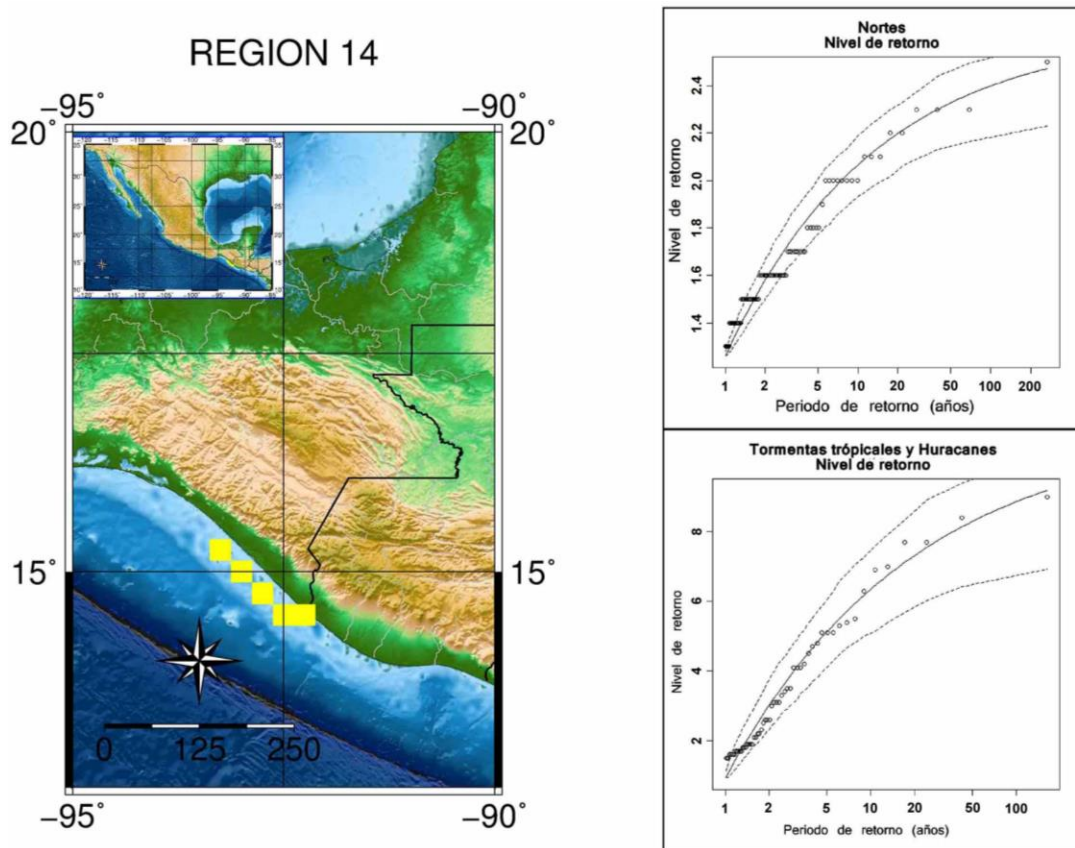 REGION 14
−95˚
−90˚
20˚
20˚
15˚
15˚
0
125
250
−95˚
−90˚
Nortes
Nivel de retorno
Nivel de retorno
2.4
2.2
2.0
1.8
1.6
1.4
1 2 5 10 20 50 100 200
Periodo de retorno (años)
Tormentas trópicales y Huracanes
Nivel de retorno
Nivel de retorno
8
6
4
2
1 2 5 10 20 50 100
Periodo de retorno (años)